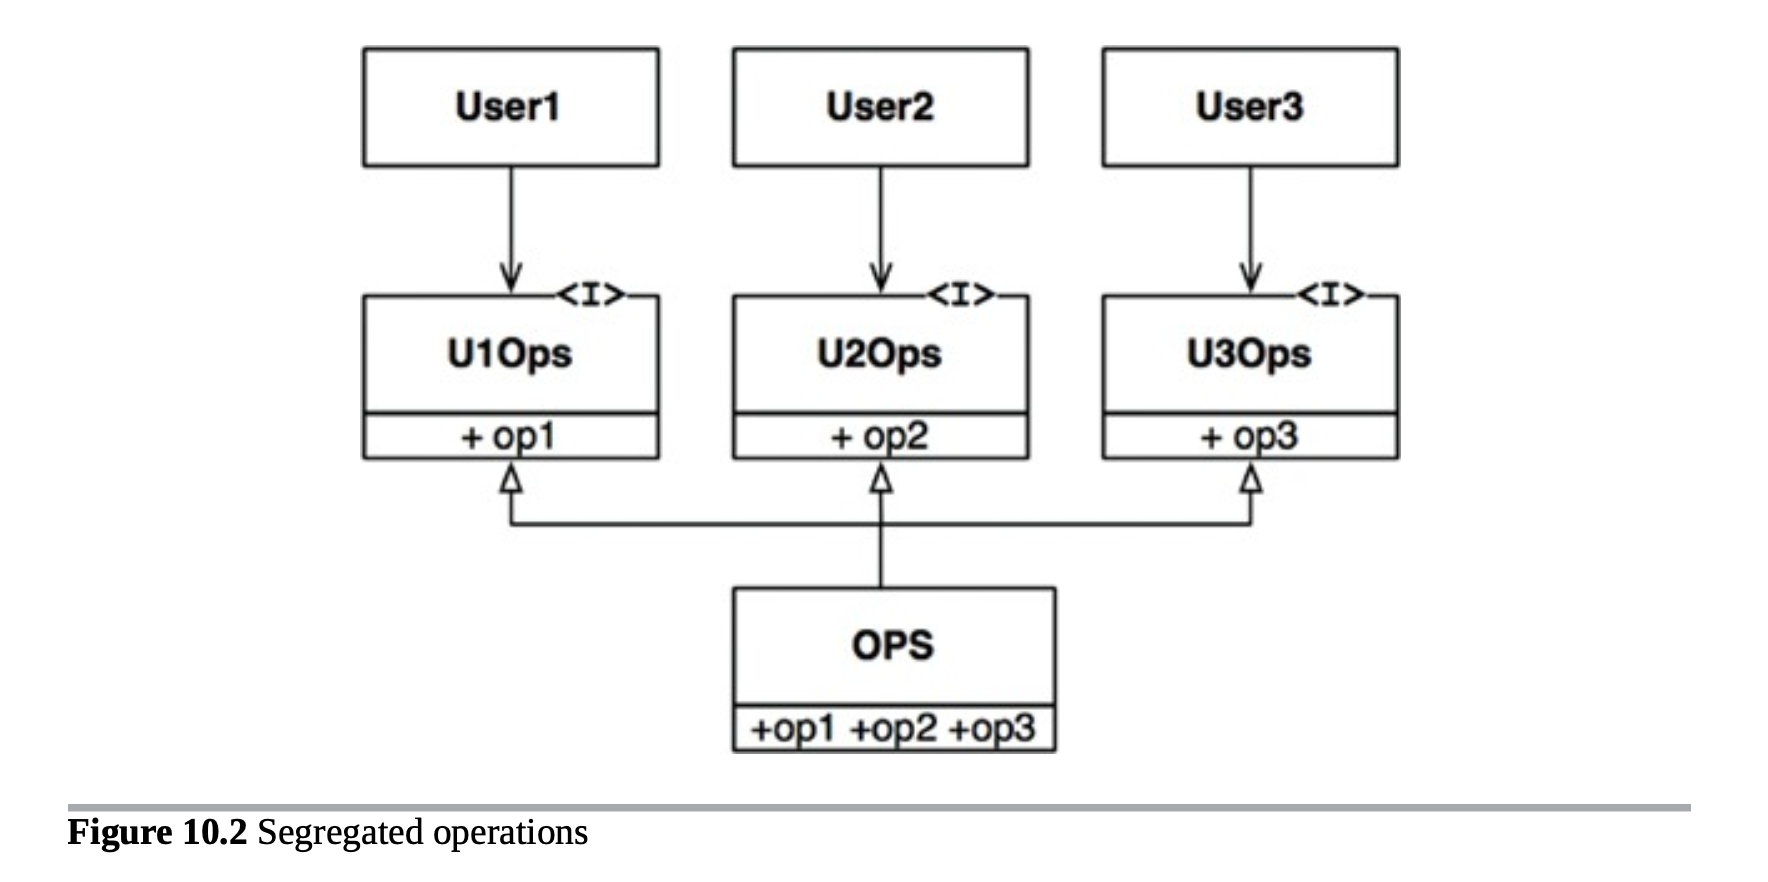 User1 User2 User3
<I> <I> <I>
U1Ops U2Ops U3Ops
+ op1 + op2 + op3
OPS
+op1 +op2 +op3
Figure 10.2 Segregated operations